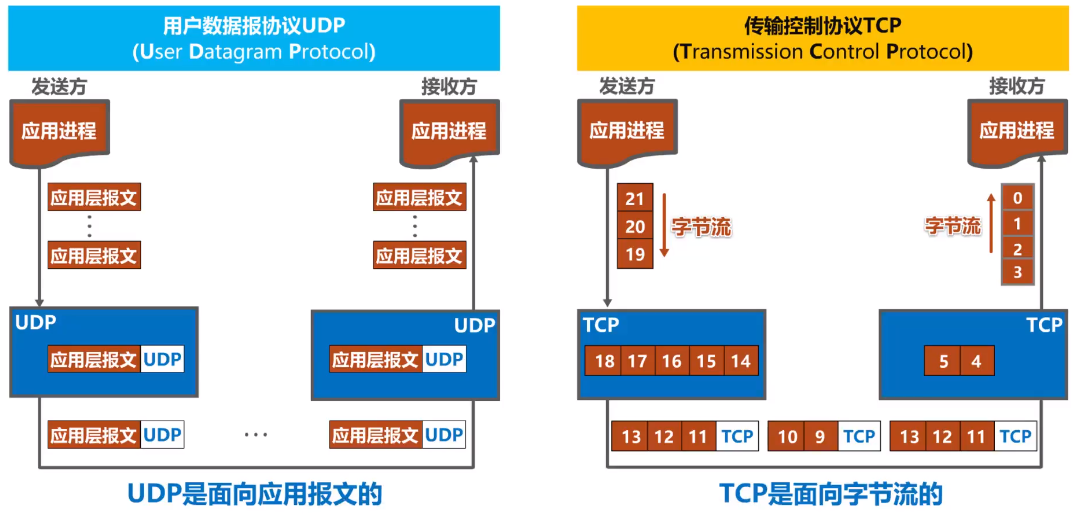 用户数据报协议UDP
(User Datagram Protocol)
发送方
接收方
应用进程
应用进程
应用层报文
应用层报文
应用层报文
应用层报文
UDP
UDP
应用层报文 UDP
应用层报文 UDP
应用层报文 UDP
...
应用层报文 UDP
UDP是面向应用报文的
传输控制协议TCP
(Transmission Control Protocol)
发送方
接收方
应用进程
应用进程
21
20
19
字节流
字节流
0
1
2
3
TCP
TCP
18 17 16 15 14
5 4
13 12 11 TCP
10 9 TCP
13 12 11 TCP
TCP是面向字节流的